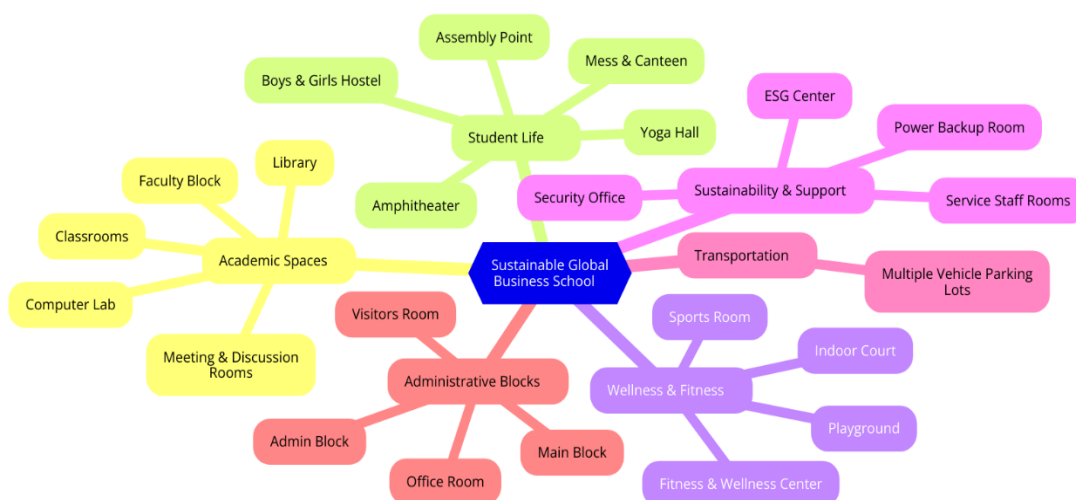 Sustainable Global
Business School
Student Life
Assembly Point
Boys & Girls Hostel
Mess & Canteen
Yoga Hall
Amphitheater
Sustainability & Support
ESG Center
Power Backup Room
Security Office
Service Staff Rooms
Academic Spaces
Library
Faculty Block
Classrooms
Computer Lab
Meeting & Discussion
Rooms
Transportation
Multiple Vehicle Parking
Lots
Administrative Blocks
Visitors Room
Admin Block
Office Room
Main Block
Wellness & Fitness
Sports Room
Indoor Court
Playground
Fitness & Wellness Center